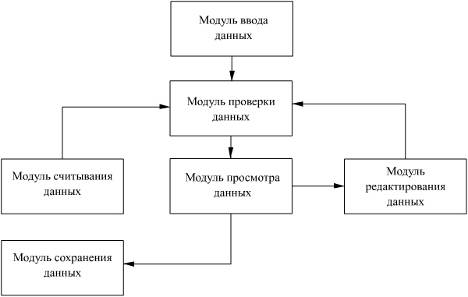 Модуль ввода
данных
Модуль проверки
данных
Модуль считывания
данных
Модуль просмотра
данных
Модуль
редактирования
данных
Модуль сохранения
данных